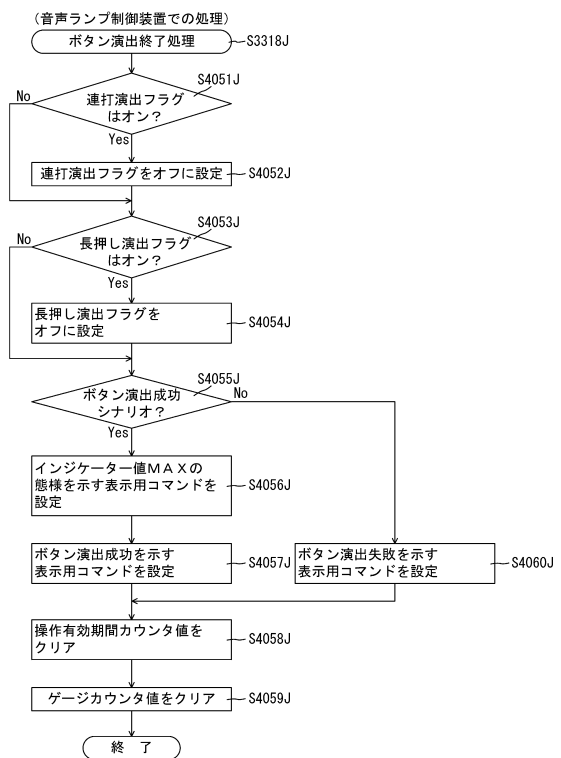 （音声ランプ制御装置での処理）
ボタン演出終了処理
S3318J
S4051J
連打演出フラグ
はオン？
No
Yes
連打演出フラグをオフに設定
S4052J
S4053J
長押し演出フラグ
はオン？
No
Yes
長押し演出フラグを
オフに設定
S4054J
S4055J
ボタン演出成功
シナリオ？
No
Yes
インジケーター値ＭＡＸの
態様を示す表示用コマンドを
設定
S4056J
ボタン演出成功を示す
表示用コマンドを設定
S4057J
ボタン演出失敗を示す
表示用コマンドを設定
S4060J
操作有効期間カウンタ値を
クリア
S4058J
ゲージカウンタ値をクリア
S4059J
終　了